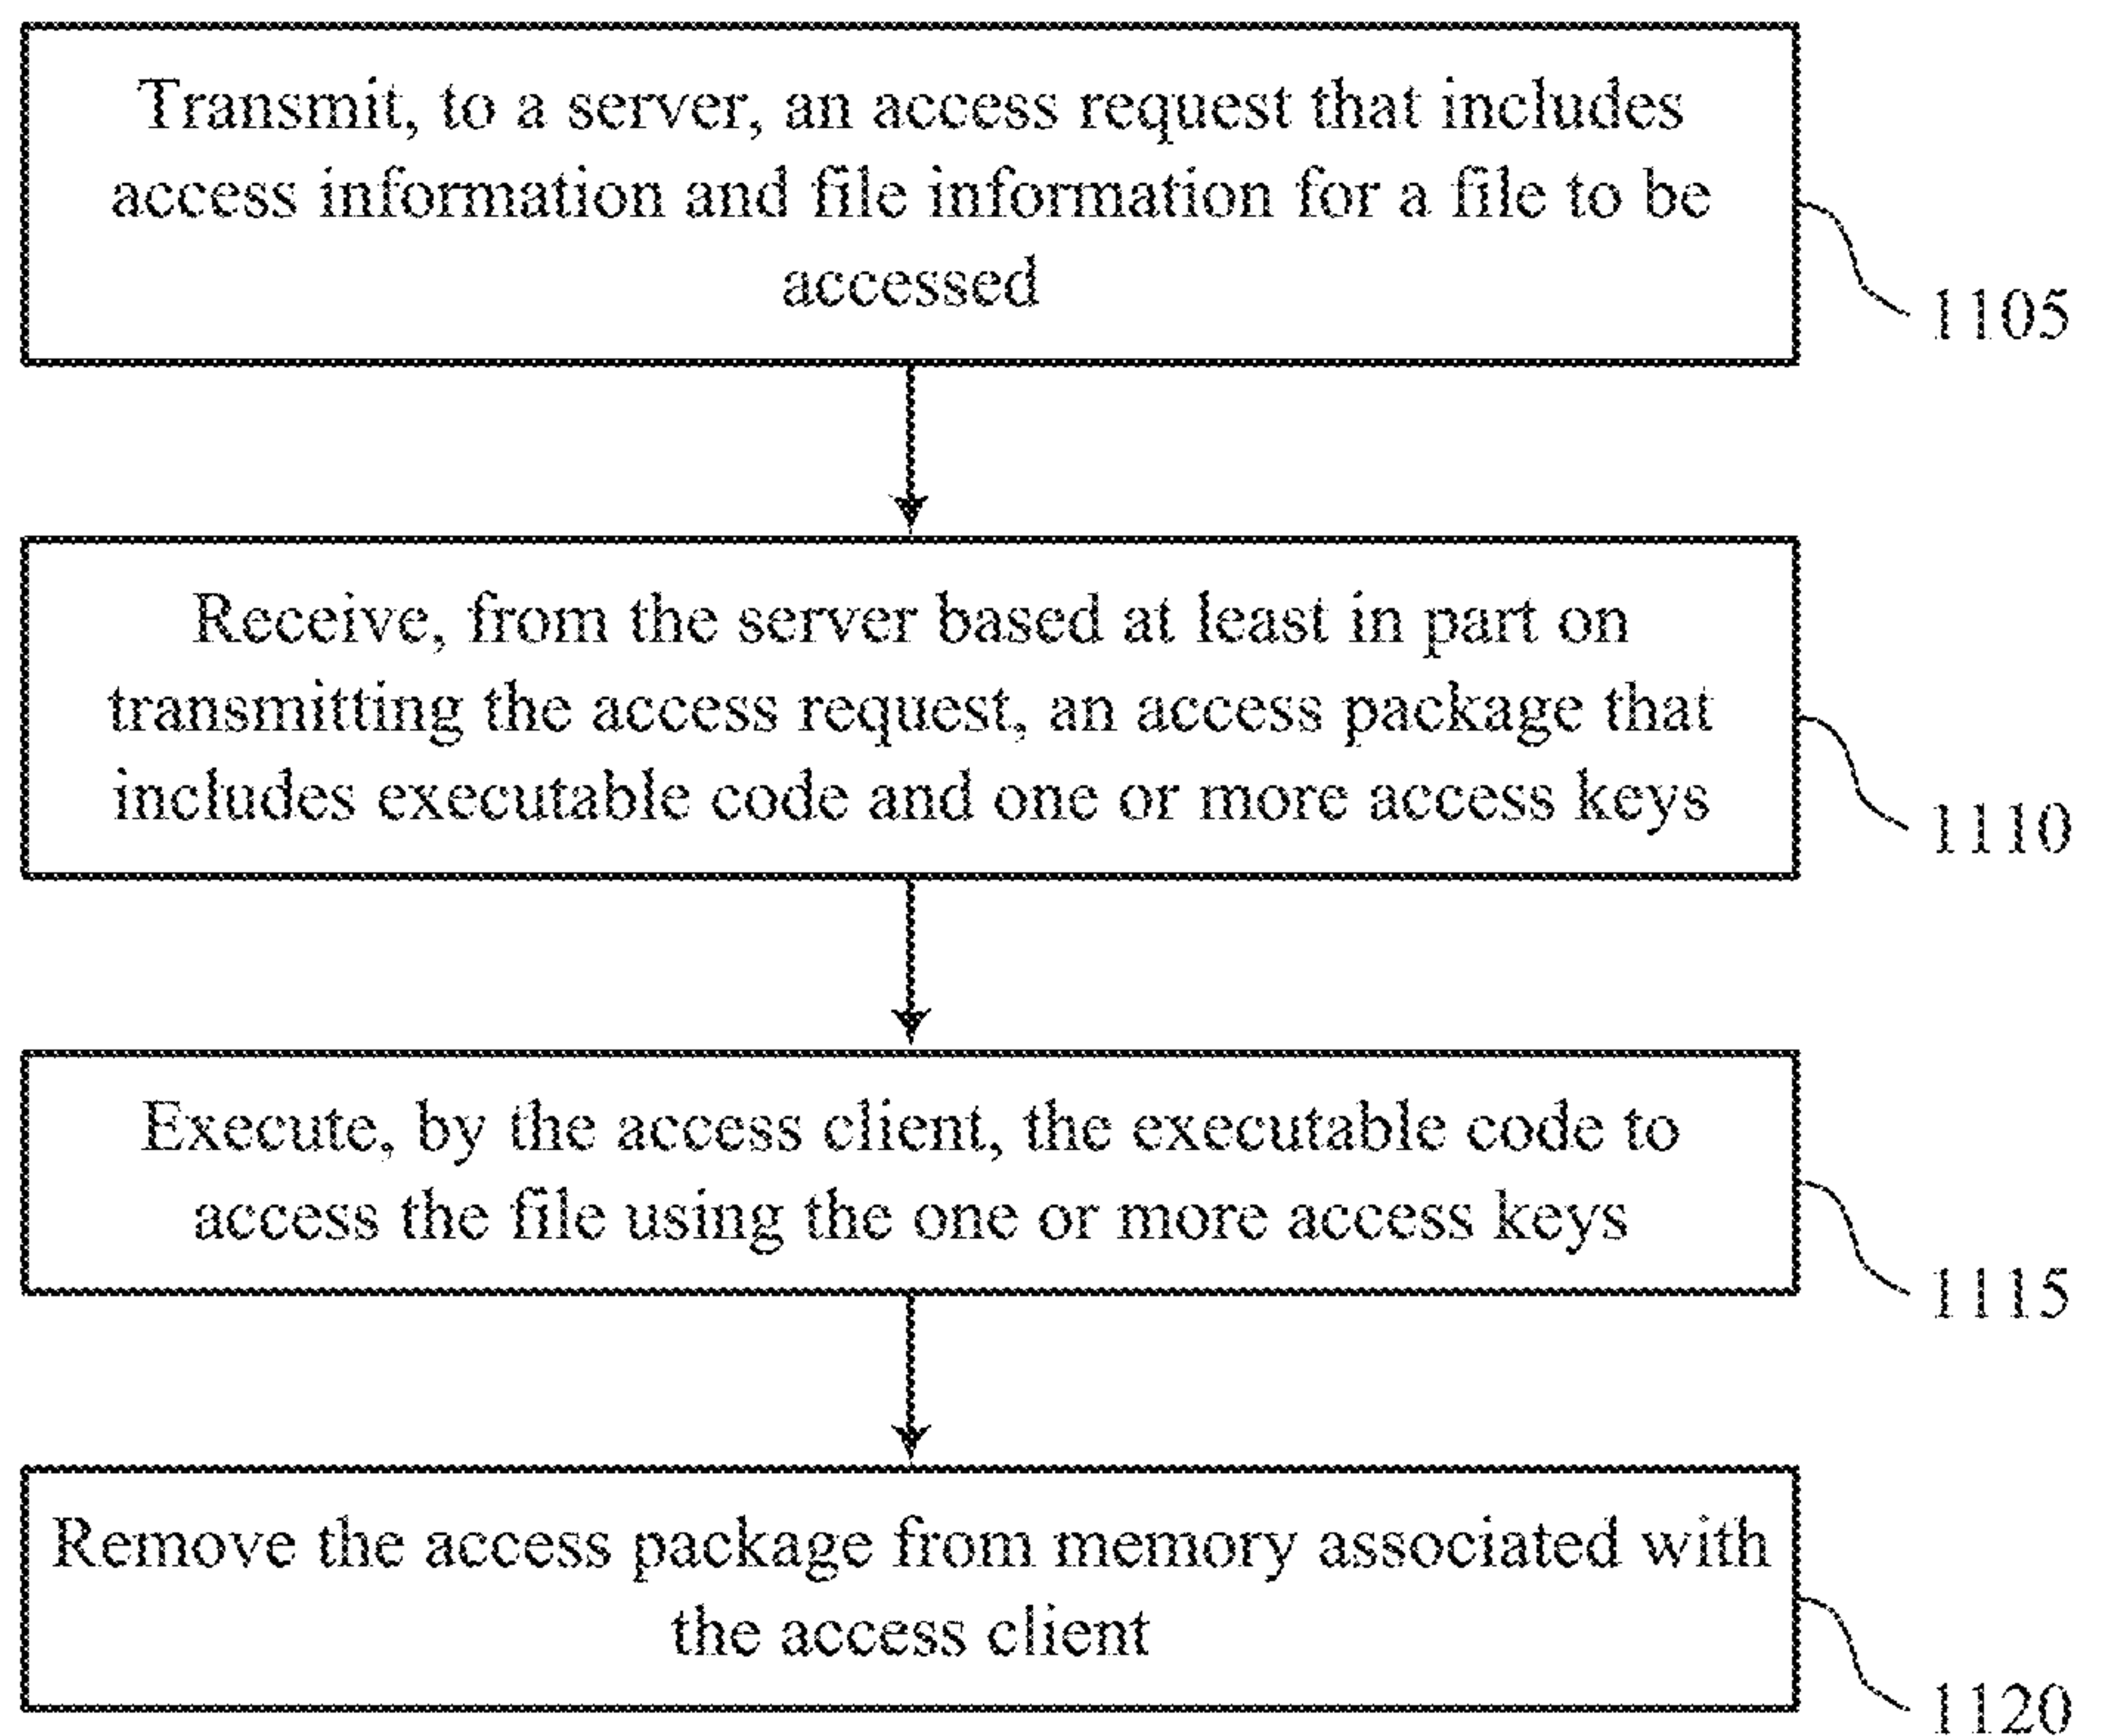 Transmit, to a server, an access request that includes
access information and file information for a file to be
accessed
1105
Receive, from the server based at least in part on
transmitting the access request, an access package that
includes executable code and one or more access keys
1110
Execute, by the access client, the executable code to
access the file using the one or more access keys
1115
Remove the access package from memory associated with
the access client
1120